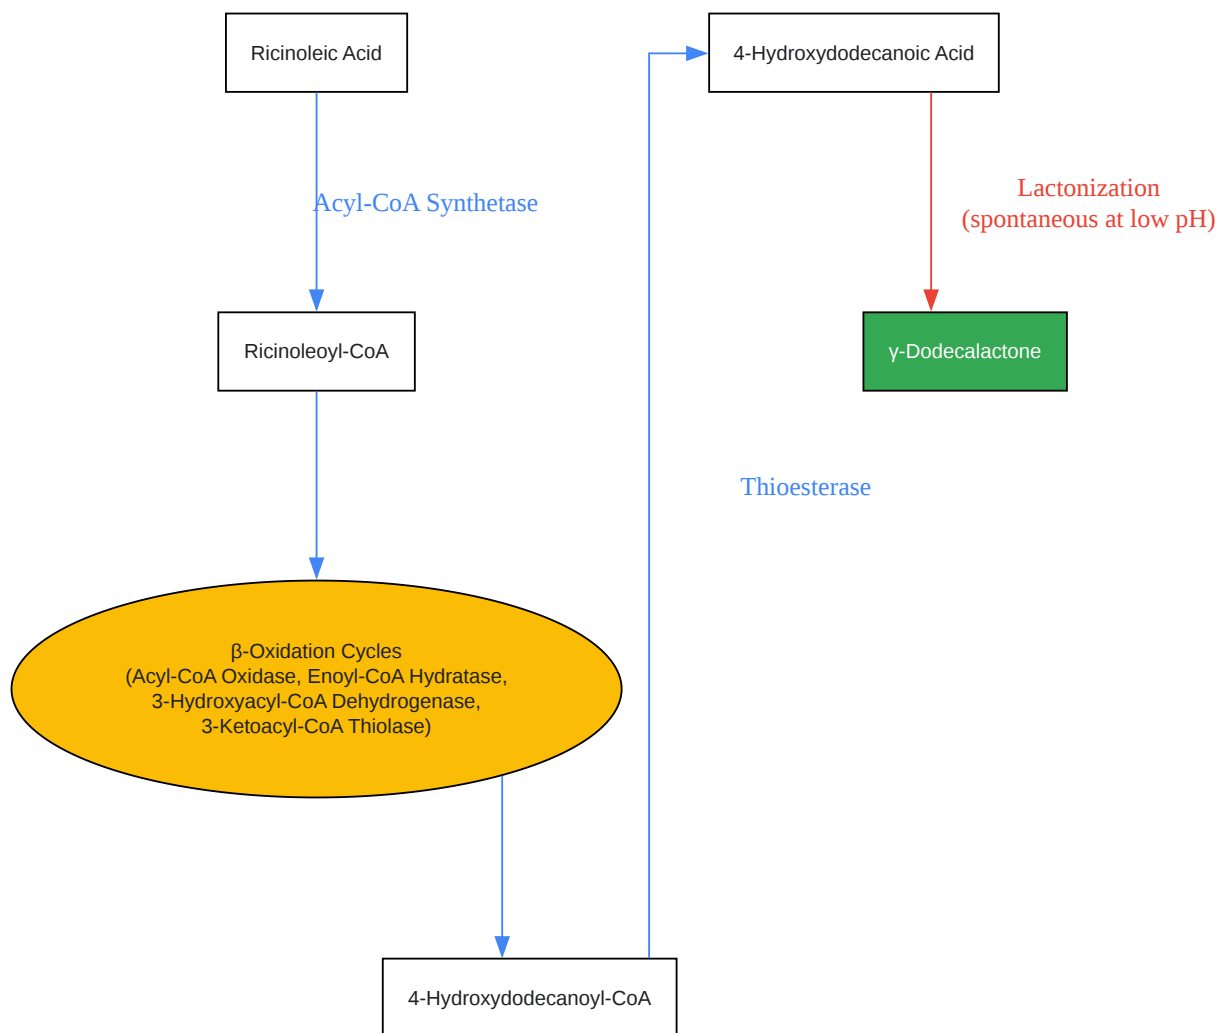 Ricinoleic Acid
Acyl-CoA Synthetase
Ricinoleoyl-CoA
β-Oxidation Cycles
(Acyl-CoA Oxidase, Enoyl-CoA Hydratase,
3-Hydroxyacyl-CoA Dehydrogenase,
3-Ketoacyl-CoA Thiolase)
4-Hydroxydodecanoyl-CoA
Thioesterase
4-Hydroxydodecanoic Acid
Lactonization
(spontaneous at low pH)
γ-Dodecalactone